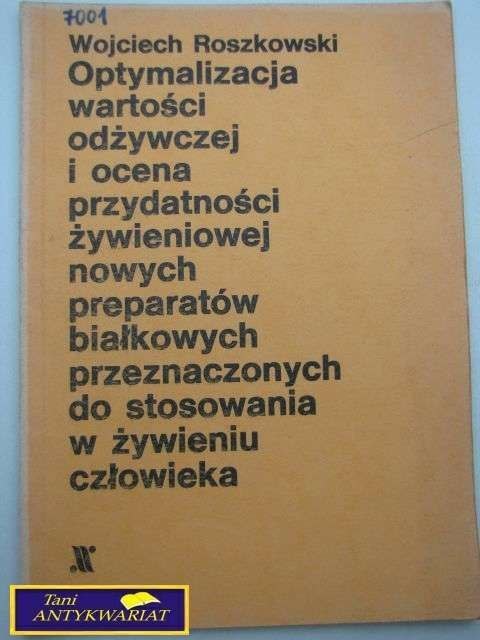 7001
Wojciech Roszkowski
Optymalizacja
wartości
odżywczej
i ocena
przydatności
żywieniowej
nowych
preparatów
białkowych
przeznaczonych
do stosowania
w żywieniu
człowieka
Tani
ANTYKWARIAT